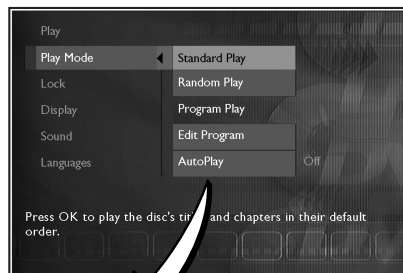 Play
Play Mode
Standard Play
Lock
Random Play
Display
Program Play
Sound
Edit Program
Languages
AutoPlay
Off
Press OK to play the disc's and chapters in their default
order.